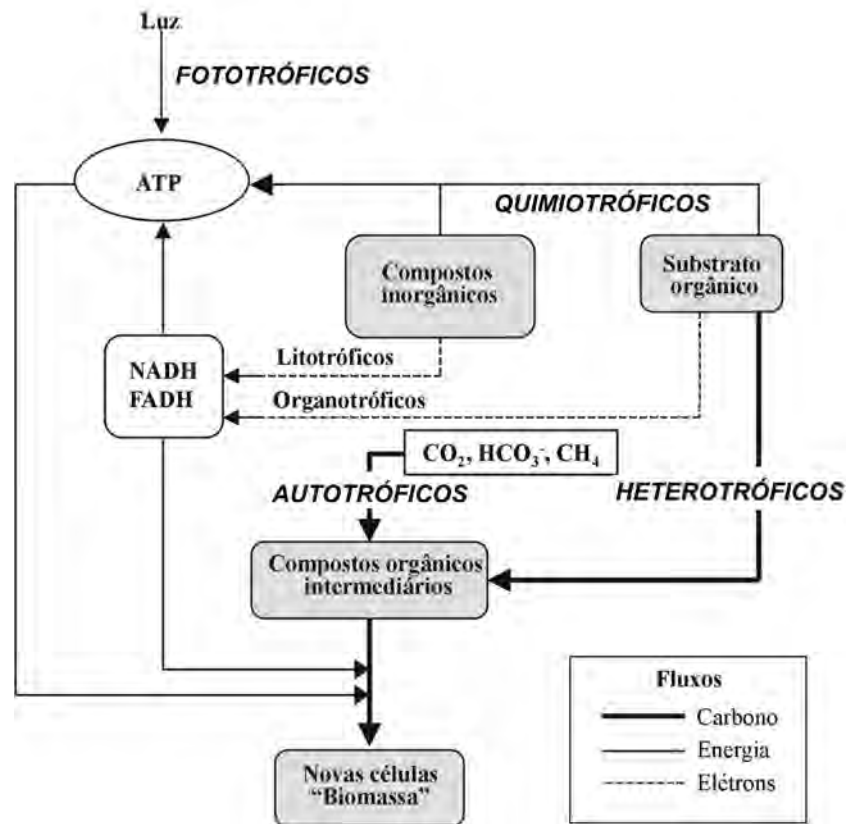 Luz
FOTOTRÓFICOS
ATP
QUIMIOTRÓFICOS
Compostos
inorgânicos
Substrato
orgânico
Litotróficos
NADH
FADH
Organotróficos
CO₂, HCO₃⁻, CH₄
AUTOTRÓFICOS
HETEROTRÓFICOS
Compostos orgânicos
intermediários
Fluxos
Carbono
Energia
Elétrons
Novas células
“Biomassa”